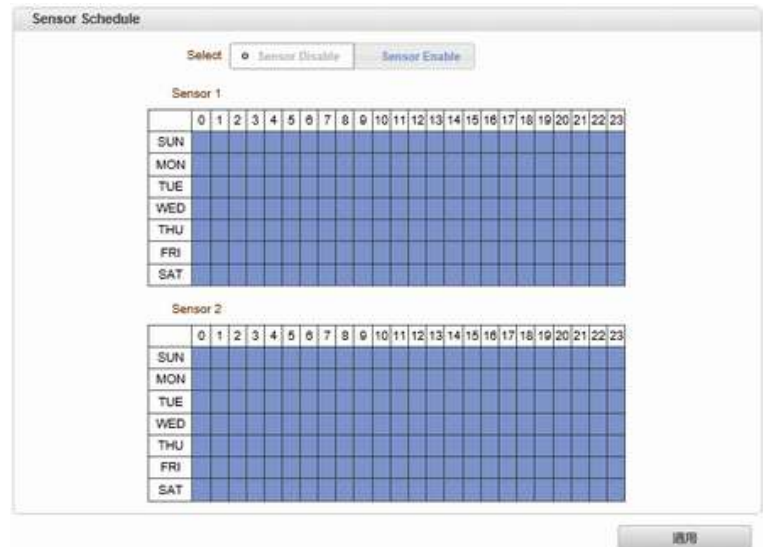 Sensor Schedule
Select Sensor Disable Sensor Enable
Sensor 1
0 1 2 3 4 5 6 7 8 9 10 11 12 13 14 15 16 17 18 19 20 21 22 23
SUN
MON
TUE
WED
THU
FRI
SAT
Sensor 2
0 1 2 3 4 5 6 7 8 9 10 11 12 13 14 15 16 17 18 19 20 21 22 23
SUN
MON
TUE
WED
THU
FRI
SAT
適用